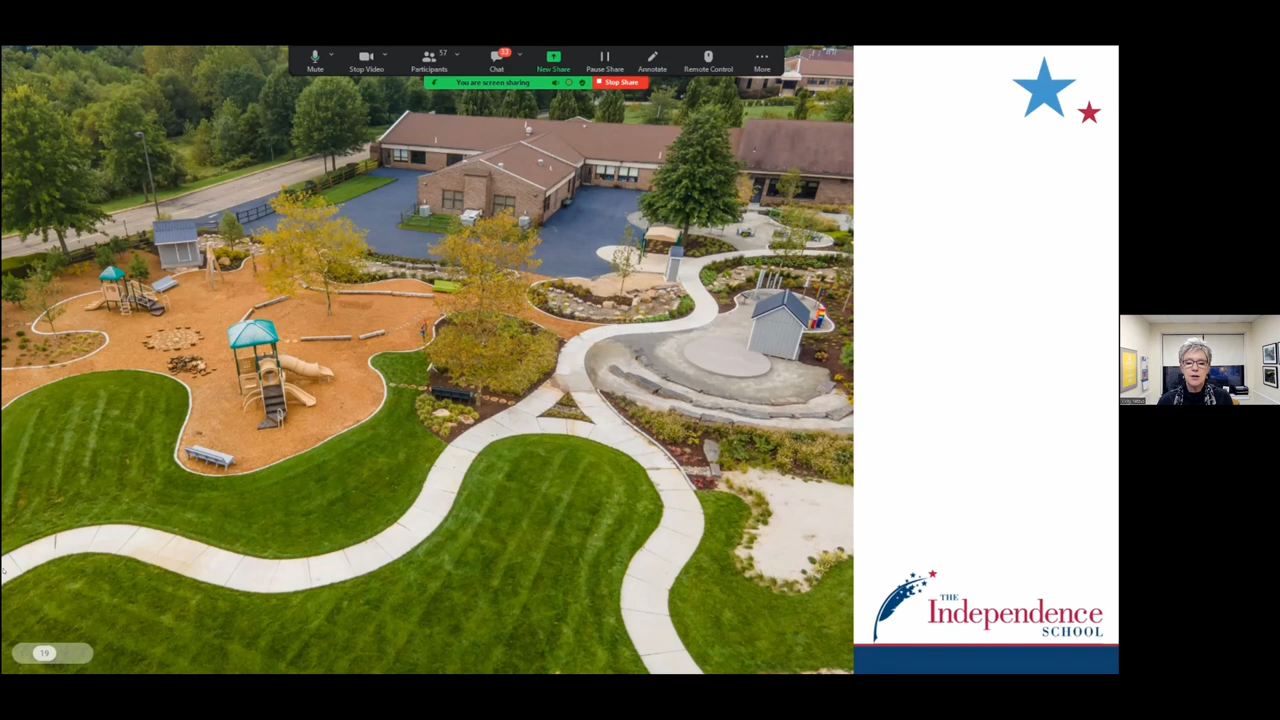 57
33
Mute
Stop Video
Participants
Chat
New Share
Pause Share
Annotate
Remote Control
More
You are screen sharing
Stop Share
THE
Independence
SCHOOL
19